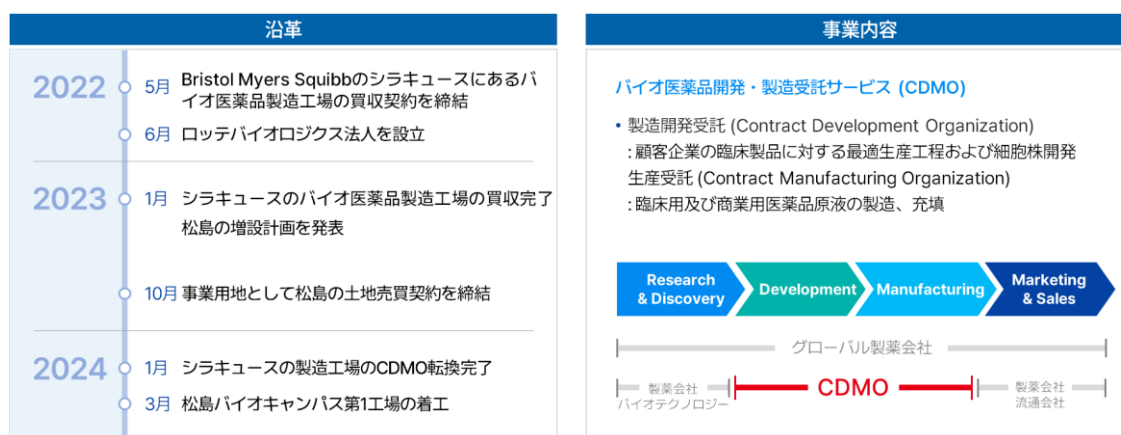 沿革
2022
5月 Bristol Myers Squibbのシラキュースにあるバ
イオ医薬品製造工場の買収契約を締結
6月 ロッテバイオロジクス法人を設立
2023
1月 シラキュースのバイオ医薬品製造工場の買収完了
松島の増設計画を発表
10月 事業用地として松島の土地売買契約を締結
2024
1月 シラキュースの製造工場のCDMO転換完了
3月 松島バイオキャンパス第1工場の着工
事業内容
バイオ医薬品開発・製造受託サービス (CDMO)
• 製造開発受託 (Contract Development Organization)
: 顧客企業の臨床製品に対する最適生産工程および細胞株開発
生産受託 (Contract Manufacturing Organization)
: 臨床用及び商業用医薬品原液の製造、充填
Research
& Discovery
Development
Manufacturing
Marketing
& Sales
グローバル製薬会社
製薬会社
バイオテクノロジー
CDMO
製薬会社
流通会社